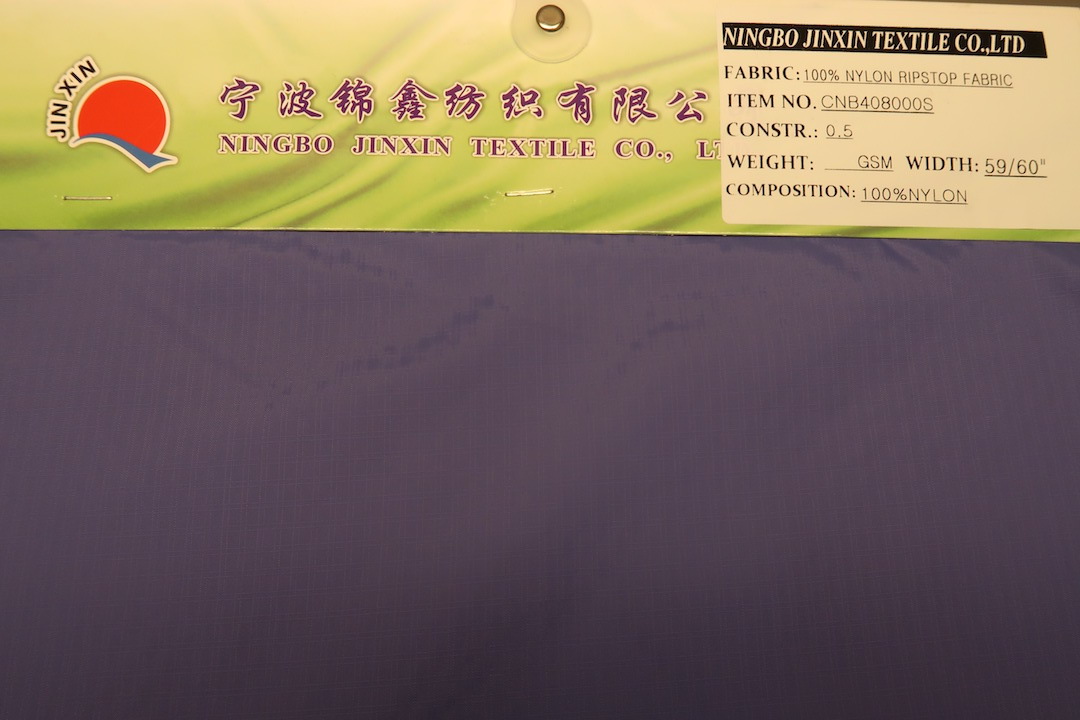 JIN XIN
宁波锦鑫纺织有限公
NINGBO JINXIN TEXTILE CO., LT
NINGBO JINXIN TEXTILE CO.,LTD
FABRIC: 100% NYLON RIPSTOP FABRIC
ITEM NO. CNB408000S
CONSTR.: 0.5
WEIGHT: ___GSM WIDTH: 59/60"
COMPOSITION: 100%NYLON